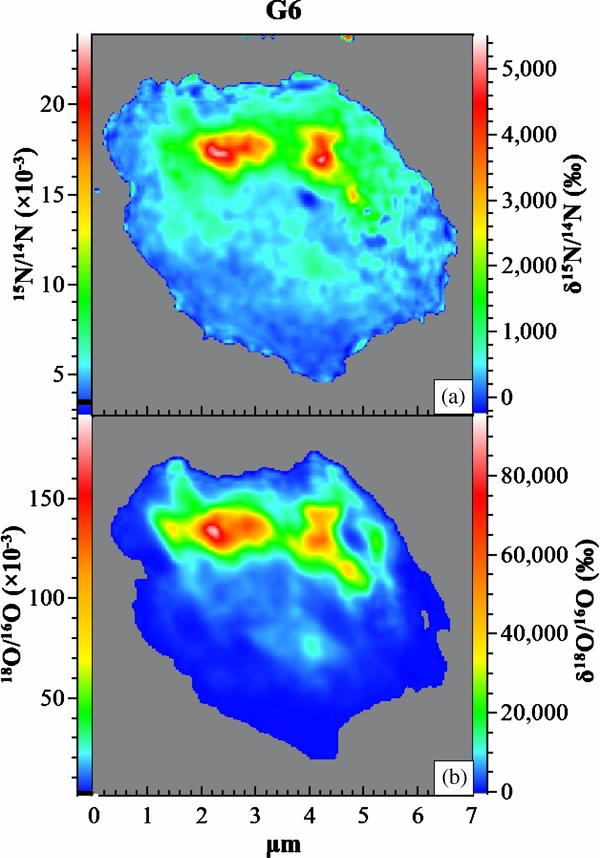 G6
20
15
10
5
¹⁵N/¹⁴N (×10⁻³)
5,000
4,000
3,000
2,000
1,000
0
δ¹⁵N/¹⁴N (‰)
(a)
150
100
50
¹⁸O/¹⁶O (×10⁻³)
80,000
60,000
40,000
20,000
0
δ¹⁸O/¹⁶O (‰)
(b)
0 1 2 3 4 5 6 7
μm